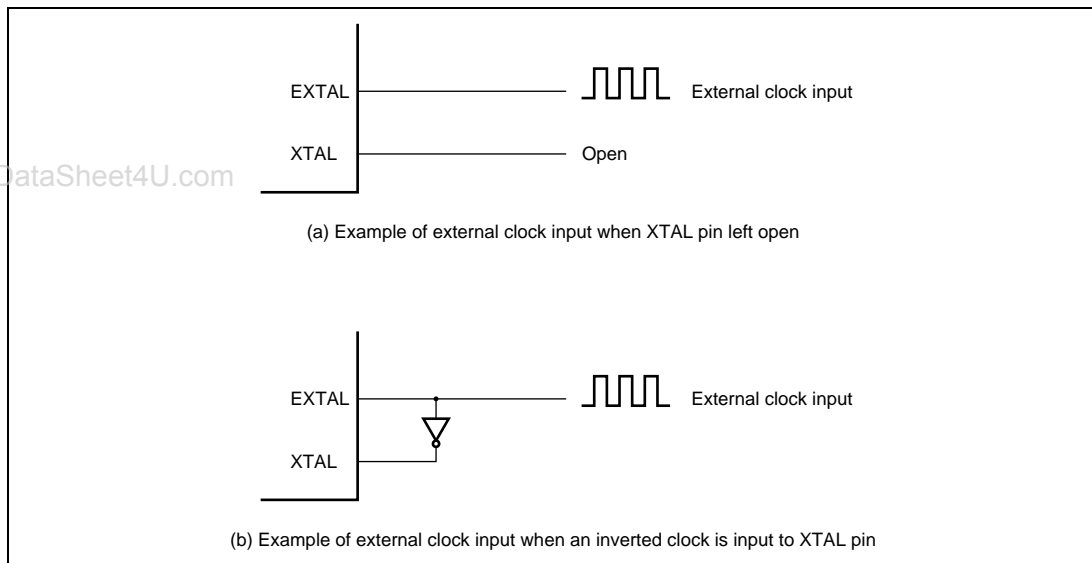 EXTAL
External clock input
XTAL
Open
DataSheet4U.com
(a) Example of external clock input when XTAL pin left open
EXTAL
External clock input
XTAL
(b) Example of external clock input when an inverted clock is input to XTAL pin